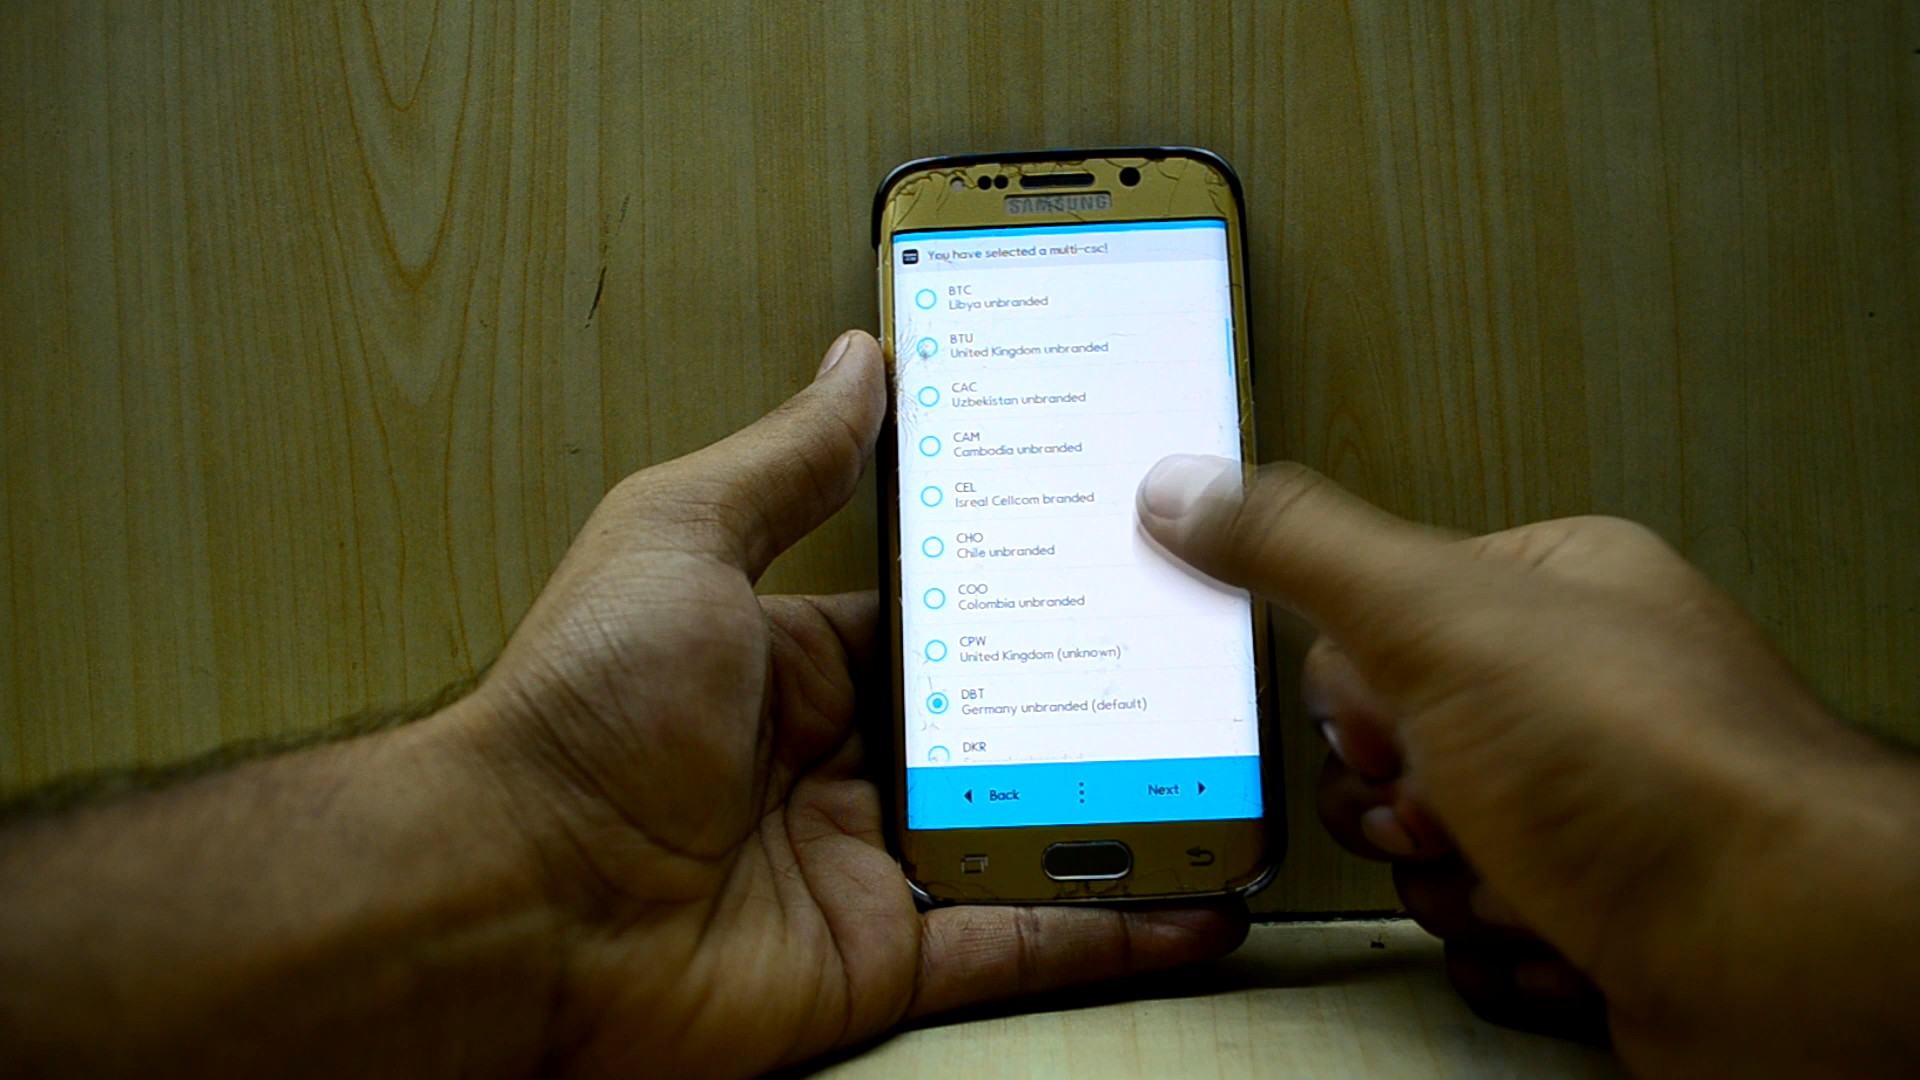 SAMSUNG
You have selected a multi-csc!
BTC
Libya unbranded
BTU
United Kingdom unbranded
CAC
Uzbekistan unbranded
CAM
Cambodia unbranded
CEL
Isreal Cellcom branded
CHO
Chile unbranded
COO
Colombia unbranded
CPW
United Kingdom (unknown)
DBT
Germany unbranded (default)
DKR
Back
Next